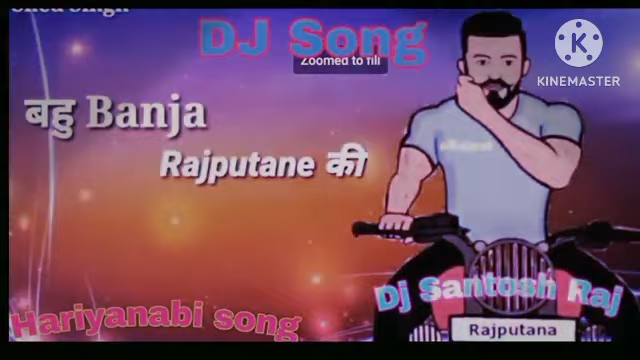 DJ Song
Zoomed to fill
KINEMASTER
बहु Banja
Rajputane की
Dj Santosh Raj
Hariyanabi song
Rajputana